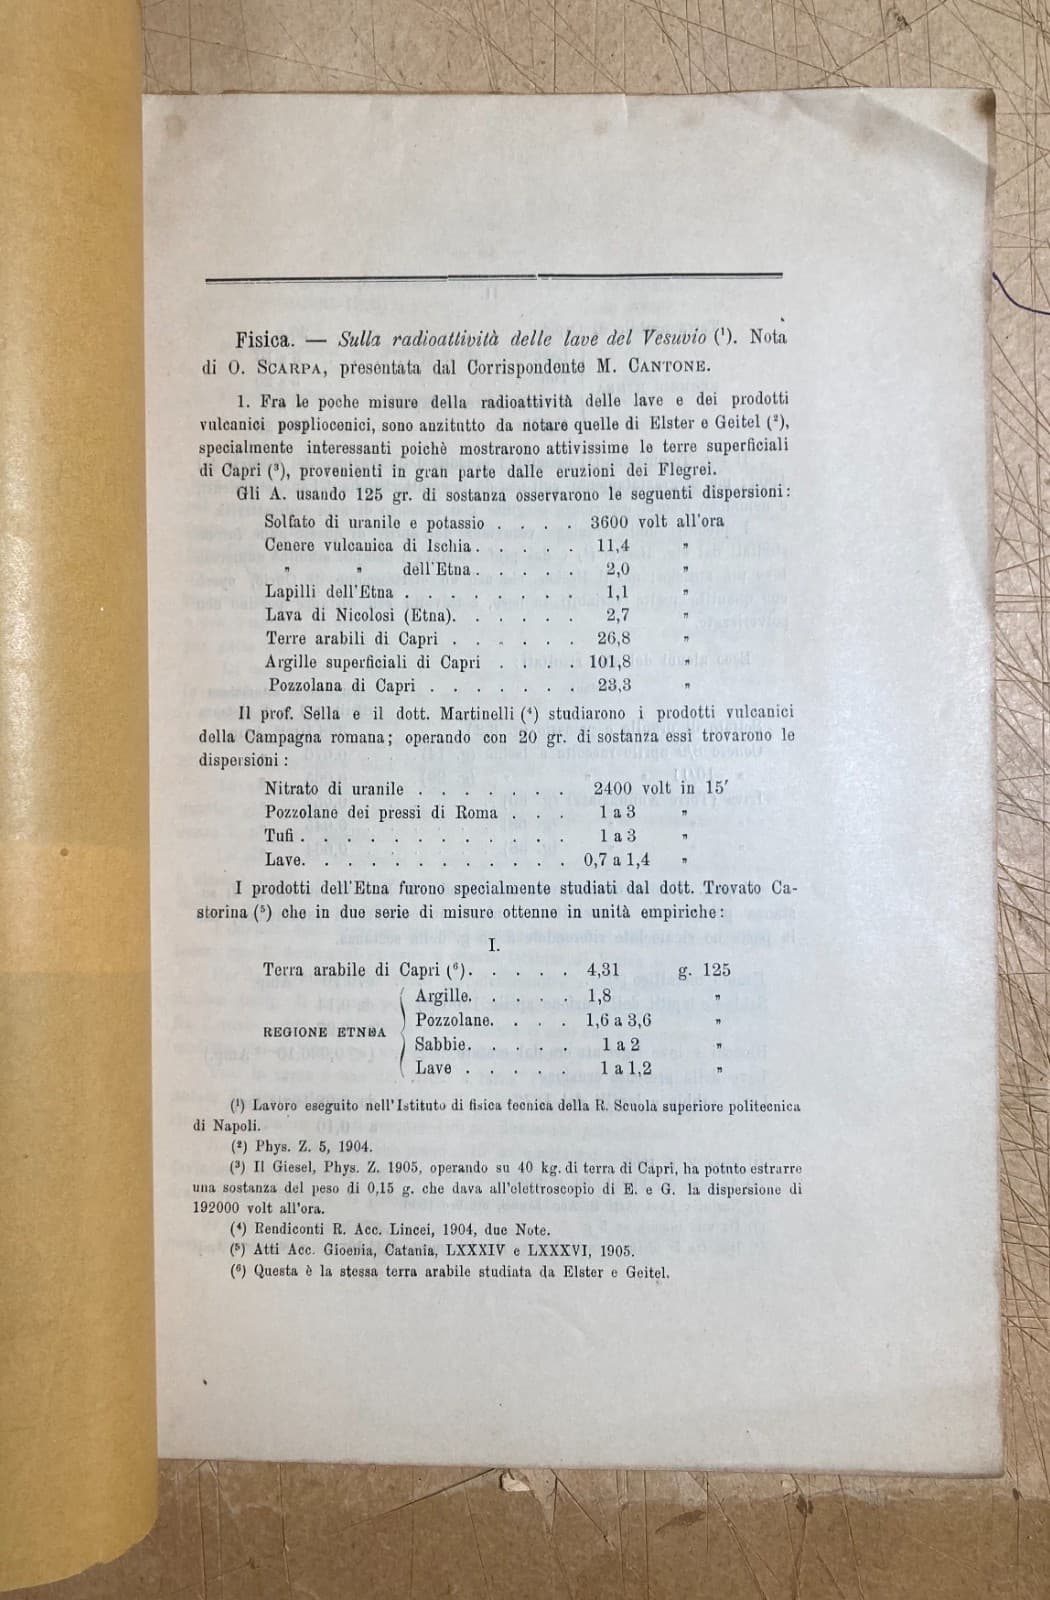 Fisica. — Sulla radioattività delle lave del Vesuvio (¹). Nota
di O. SCARPA, presentata dal Corrispondente M. CANTONE.
1. Fra le poche misure della radioattività delle lave e dei prodotti
vulcanici pospliocenici, sono anzitutto da notare quelle di Elster e Geitel (²),
specialmente interessanti poichè mostrarono attivissime le terre superficiali
di Capri (³), provenienti in gran parte dalle eruzioni dei Flegrei.
Gli A. usando 125 gr. di sostanza osservarono le seguenti dispersioni:
Solfato di uranile e potassio . . . . 3600 volt all'ora
Cenere vulcanica di Ischia . . . . . 11,4 "
" " dell'Etna . . . . . 2,0 "
Lapilli dell'Etna . . . . . . . . 1,1 "
Lava di Nicolosi (Etna). . . . . . 2,7 "
Terre arabili di Capri . . . . . . 26,8 "
Argille superficiali di Capri . . . . 101,8 "
Pozzolana di Capri . . . . . . . 23,3 "
Il prof. Sella e il dott. Martinelli (⁴) studiarono i prodotti vulcanici
della Campagna romana; operando con 20 gr. di sostanza essi trovarono le
dispersioni:
Nitrato di uranile . . . . . . . 2400 volt in 15′
Pozzolane dei pressi di Roma . . . 1 a 3 "
Tufi . . . . . . . . . . . . 1 a 3 "
Lave. . . . . . . . . . . . 0,7 a 1,4 "
I prodotti dell'Etna furono specialmente studiati dal dott. Trovato Ca-
storina (⁵) che in due serie di misure ottenne in unità empiriche:
I.
Terra arabile di Capri (⁶). . . . . . 4,31 g. 125
Argille. . . . . 1,8 "
Pozzolane. . . . 1,6 a 3,6 "
REGIONE ETNEA
Sabbie. . . . . 1 a 2 "
Lave . . . . . 1 a 1,2 "
(¹) Lavoro eseguito nell'Istituto di fisica tecnica della R. Scuola superiore politecnica
di Napoli.
(²) Phys. Z. 5, 1904.
(³) Il Giesel, Phys. Z. 1905, operando su 40 kg. di terra di Capri, ha potuto estrarre
una sostanza del peso di 0,15 g. che dava all'elettroscopio di E. e G. la dispersione di
192000 volt all'ora.
(⁴) Rendiconti R. Acc. Lincei, 1904, due Note.
(⁵) Atti Acc. Gioenia, Catania, LXXXIV e LXXXVI, 1905.
(⁶) Questa è la stessa terra arabile studiata da Elster e Geitel.